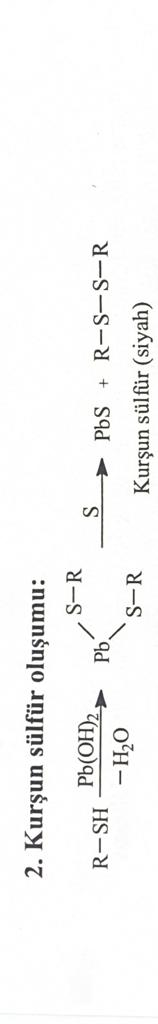 2. Kurşun sülfür oluşumu:
R—SH Pb(OH)₂ —H₂O Pb S—R S—R S PbS + R—S—S—R
Kurşun sülfür (siyah)